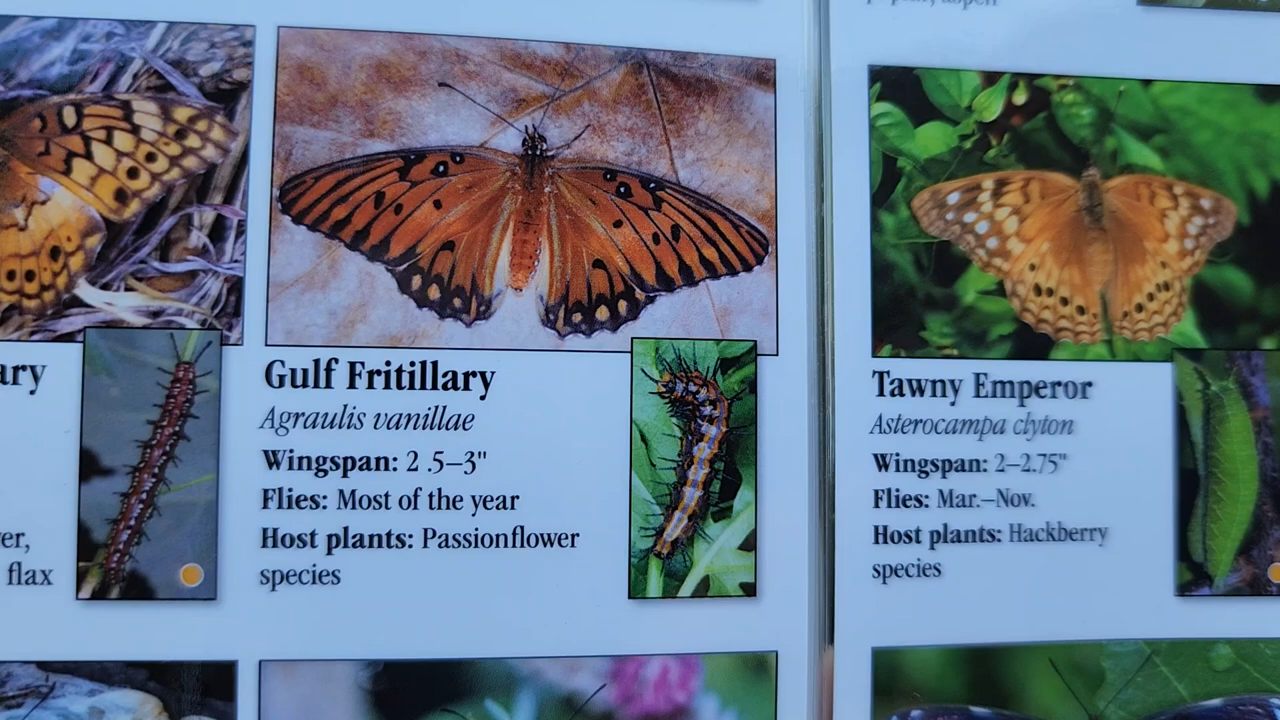 ary
er,
flax
Gulf Fritillary
Agraulis vanillae
Wingspan: 2 .5–3"
Flies: Most of the year
Host plants: Passionflower
species
Tawny Emperor
Asterocampa clyton
Wingspan: 2–2.75"
Flies: Mar.–Nov.
Host plants: Hackberry
species